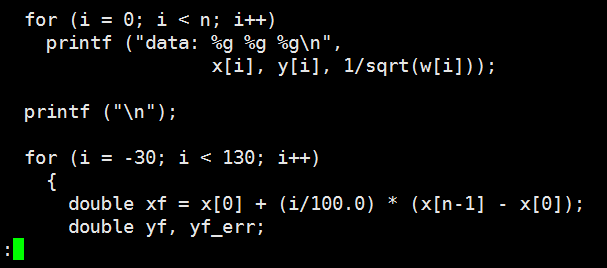 for (i = 0; i < n; i++)
printf ("data: %g %g %g\n",
x[i], y[i], 1/sqrt(w[i]));
printf ("\n");
for (i = -30; i < 130; i++)
{
double xf = x[0] + (i/100.0) * (x[n-1] - x[0]);
double yf, yf_err;
: